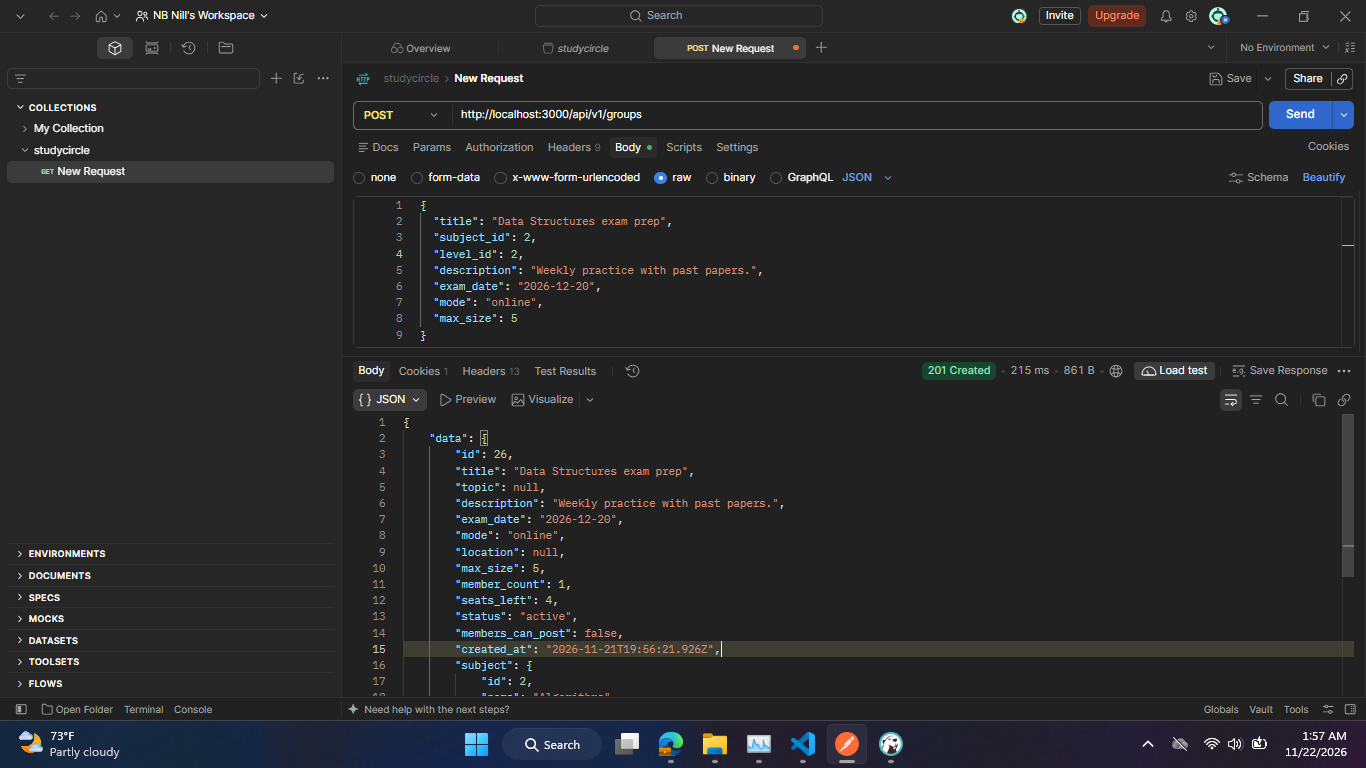 NB Nill's Workspace
Search
Invite
Upgrade
Overview
studycircle
POST New Request
No Environment
studycircle › New Request
Save
Share
COLLECTIONS
My Collection
studycircle
GET New Request
POST
http://localhost:3000/api/v1/groups
Send
Docs Params Authorization Headers 9 Body Scripts Settings
Cookies
none form-data x-www-form-urlencoded raw binary GraphQL JSON
Schema Beautify
1 {
2 "title": "Data Structures exam prep",
3 "subject_id": 2,
4 "level_id": 2,
5 "description": "Weekly practice with past papers.",
6 "exam_date": "2026-12-20",
7 "mode": "online",
8 "max_size": 5
9 }
Body Cookies 1 Headers 13 Test Results
201 Created 215 ms 861 B
Load test
e.g. Save Response
{ } JSON Preview Visualize
1 {
2 "data": {
3 "id": 26,
4 "title": "Data Structures exam prep",
5 "topic": null,
6 "description": "Weekly practice with past papers.",
7 "exam_date": "2026-12-20",
8 "mode": "online",
9 "location": null,
10 "max_size": 5,
11 "member_count": 1,
12 "seats_left": 4,
13 "status": "active",
14 "members_can_post": false,
15 "created_at": "2026-11-21T19:56:21.926Z",
16 "subject": {
17 "id": 2,
ENVIRONMENTS
DOCUMENTS
SPECS
MOCKS
DATASETS
TOOLSETS
FLOWS
Open Folder Terminal Console
Need help with the next steps?
Globals Vault Tools
73°F
Partly cloudy
Search
1:57 AM
11/22/2026